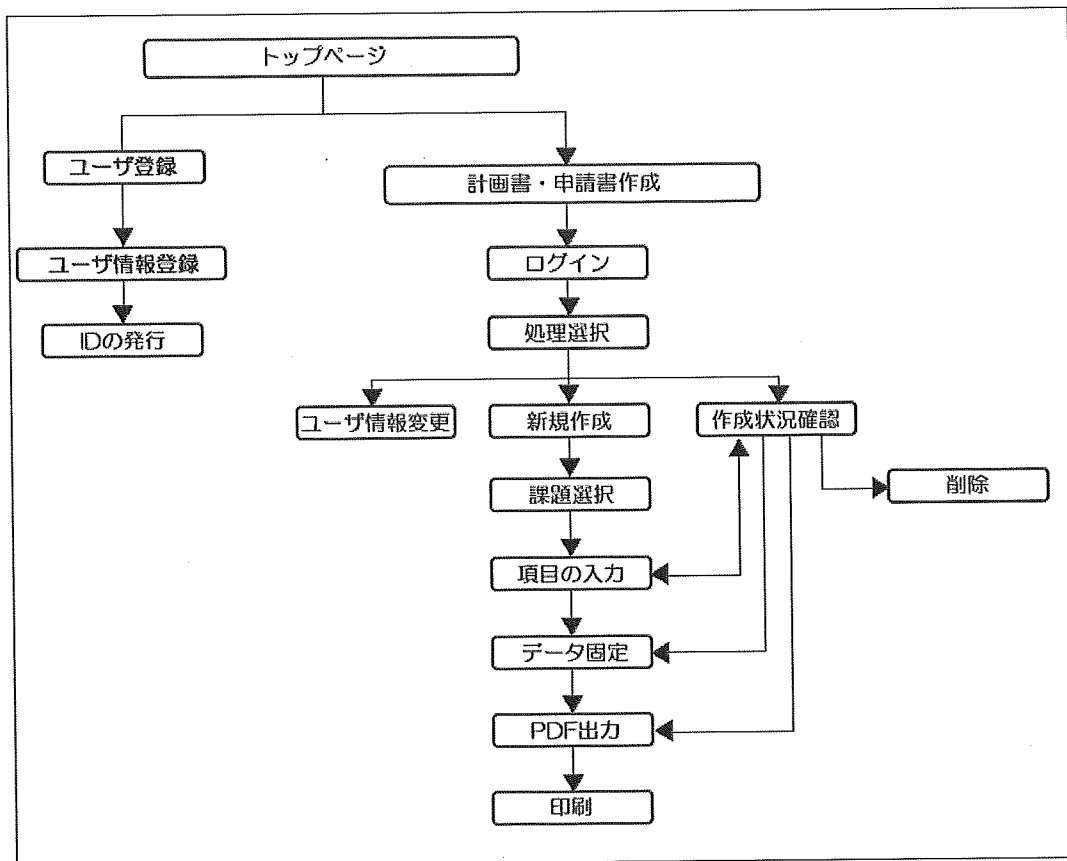 トップページ
ユーザ登録
計画書・申請書作成
ユーザ情報登録
ログイン
IDの発行
処理選択
ユーザ情報変更
新規作成
作成状況確認
課題選択
削除
項目の入力
データ固定
PDF出力
印刷